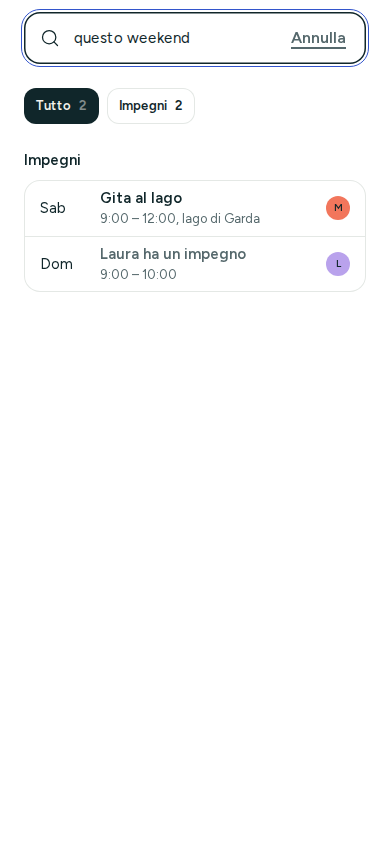 questo weekend Annulla
Tutto 2 Impegni 2
Impegni
Sab Gita al lago M
9:00 – 12:00, lago di Garda
Dom Laura ha un impegno L
9:00 – 10:00